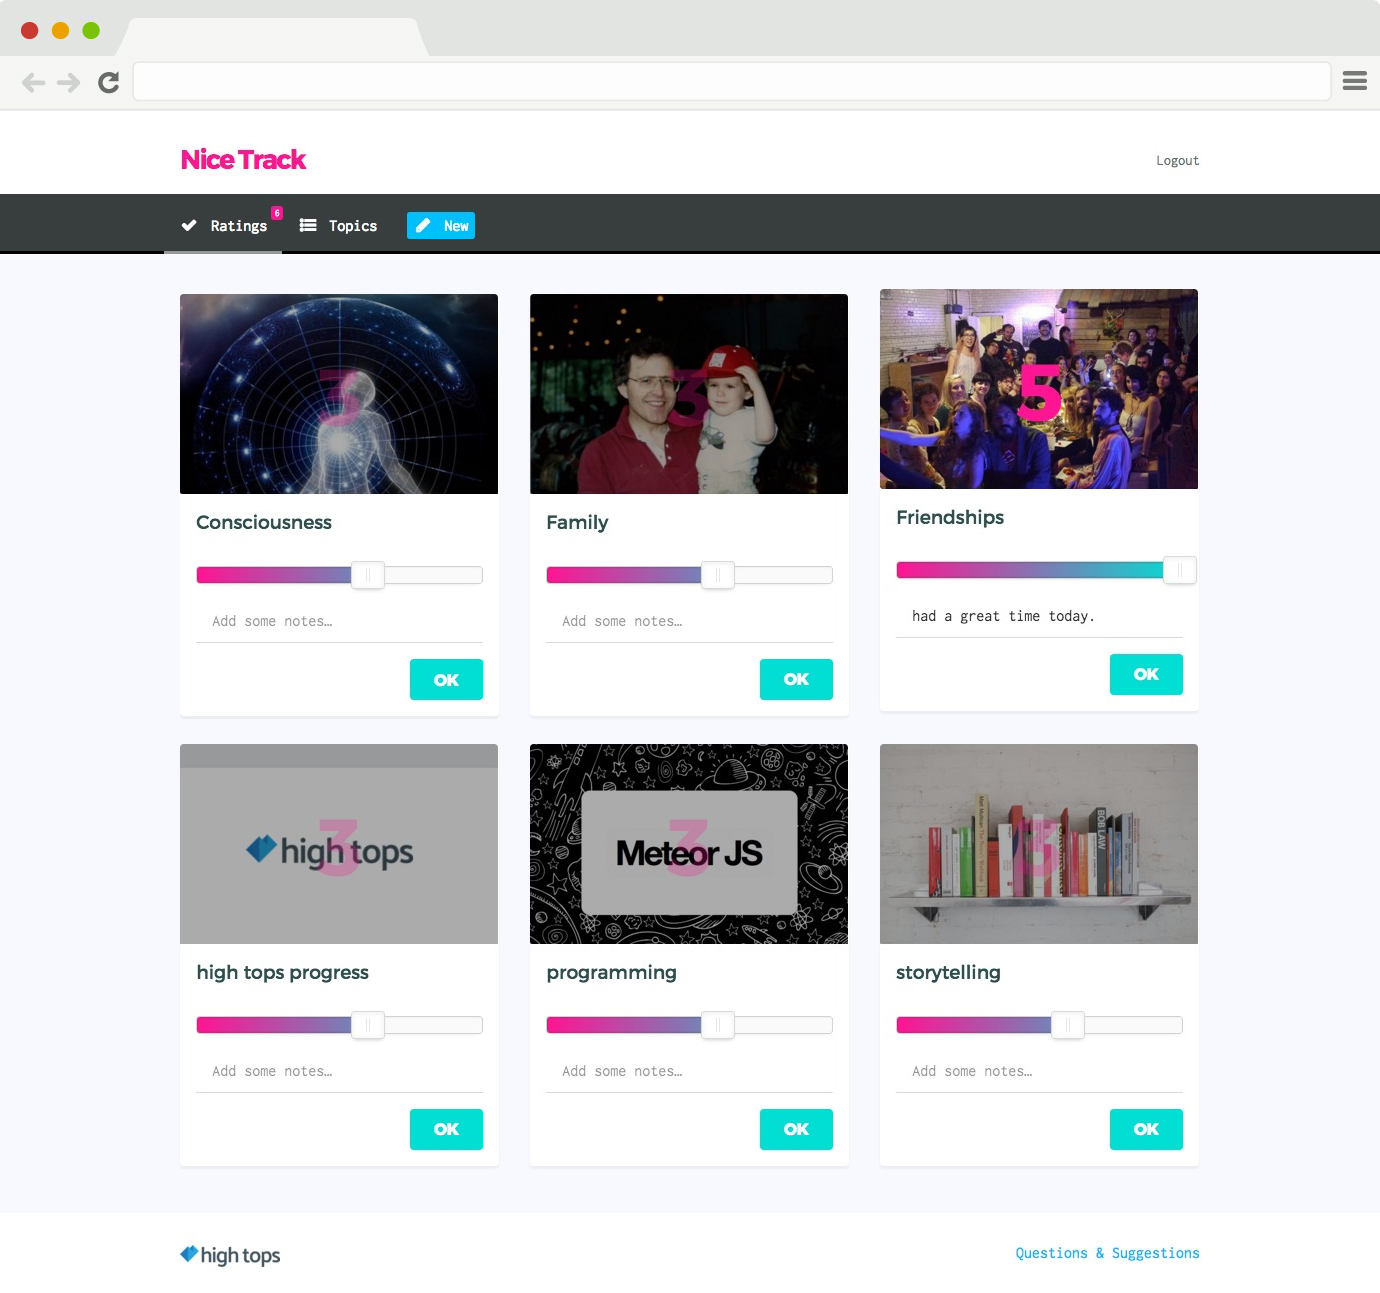 Nice Track
Logout
Ratings 6
Topics
New
3
3
5
Consciousness
Family
Friendships
Add some notes…
Add some notes…
had a great time today.
OK
OK
OK
high tops
3
Meteor JS
3
BOB LAW
3
high tops progress
programming
storytelling
Add some notes…
Add some notes…
Add some notes…
OK
OK
OK
high tops
Questions & Suggestions